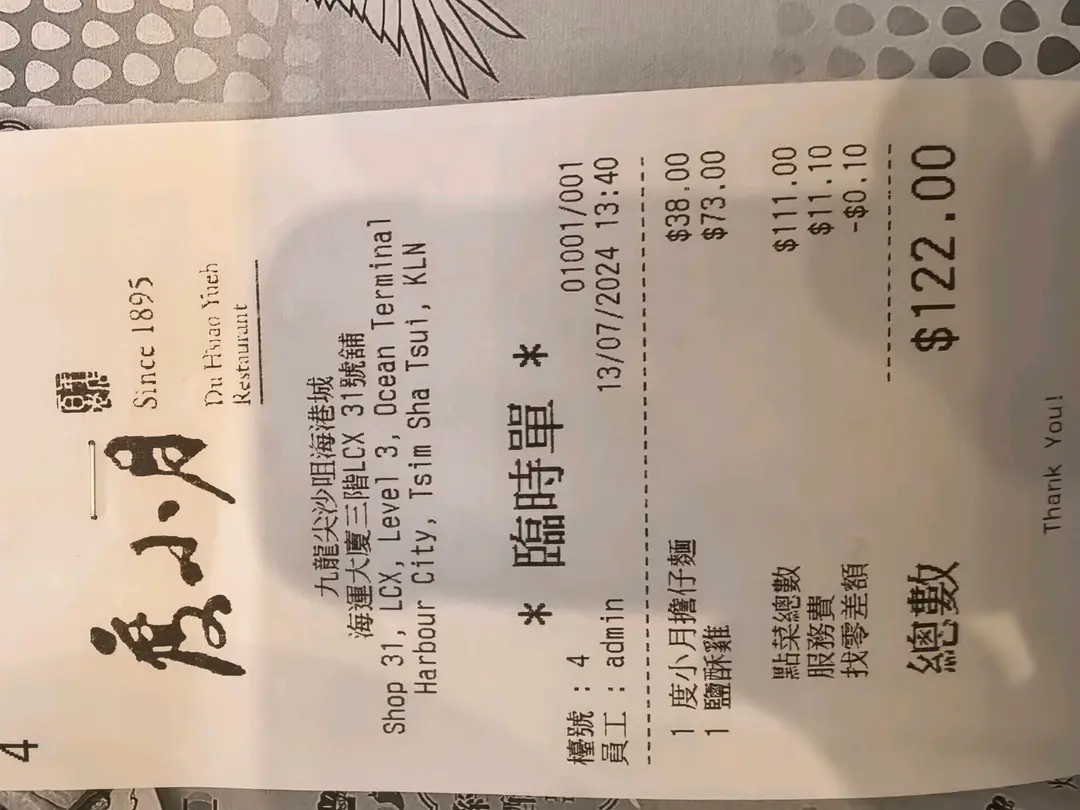 4
度小月
Since 1895
Du Hsiao Yueh
Restaurant
九龍尖沙咀海港城
海運大廈三階LCX 31號舖
Shop 31, LCX, Level 3, Ocean Terminal
Harbour City, Tsim Sha Tsui, KLN
* 臨時單 *
檯號 : 4 01001/001
員工 : admin 13/07/2024 13:40
1 度小月擔仔麵 $38.00
1 鹽酥雞 $73.00
點菜總數 $111.00
服務費 $11.10
找零差額 -$0.10
總數 $122.00
Thank You!